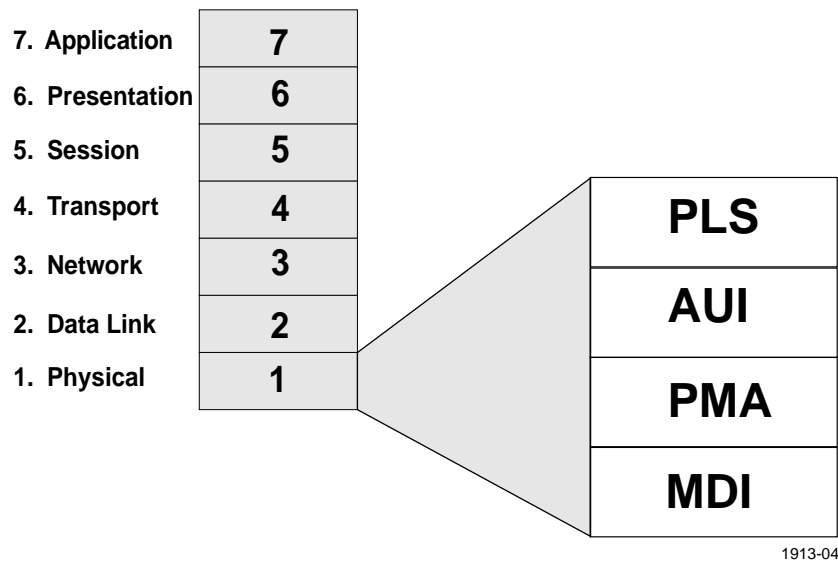 7. Application 7
6. Presentation 6
5. Session 5
4. Transport 4
3. Network 3
2. Data Link 2
1. Physical 1
PLS
AUI
PMA
MDI
1913-04